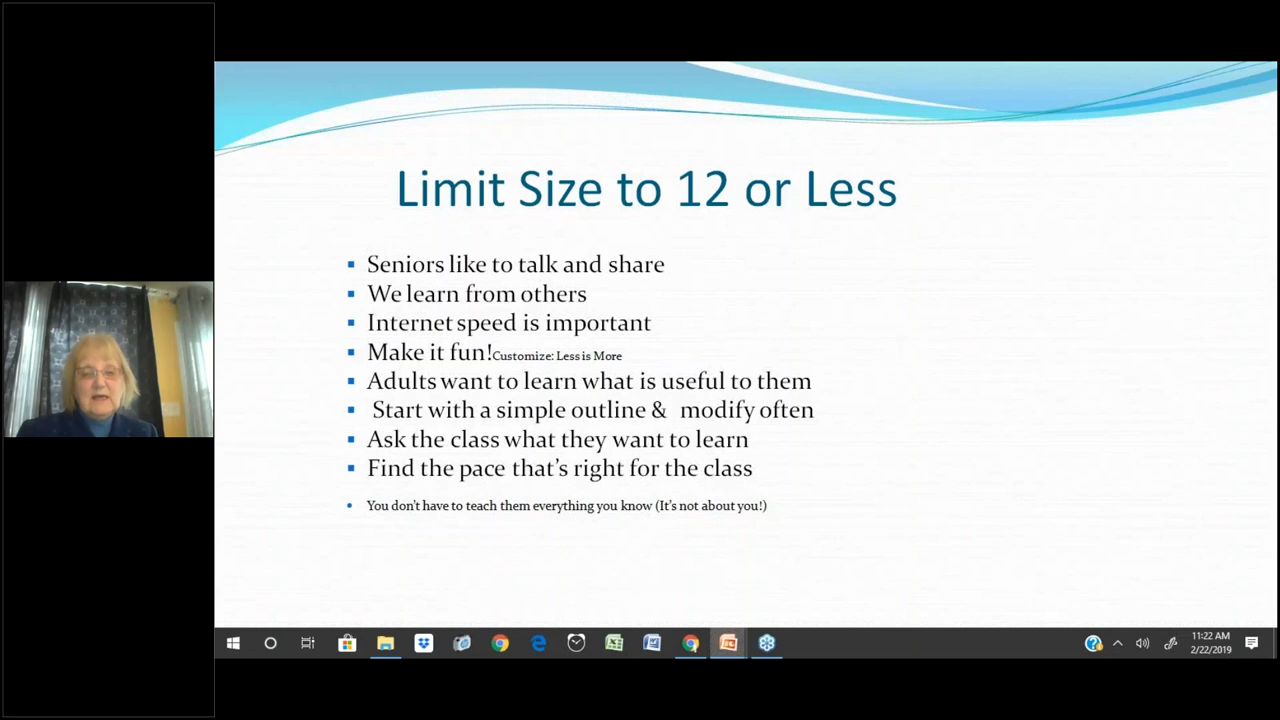 Limit Size to 12 or Less
Seniors like to talk and share
We learn from others
Internet speed is important
Make it fun!Customize: Less is More
Adults want to learn what is useful to them
Start with a simple outline & modify often
Ask the class what they want to learn
Find the pace that’s right for the class
You don’t have to teach them everything you know (It’s not about you!)
11:22 AM
2/22/2019